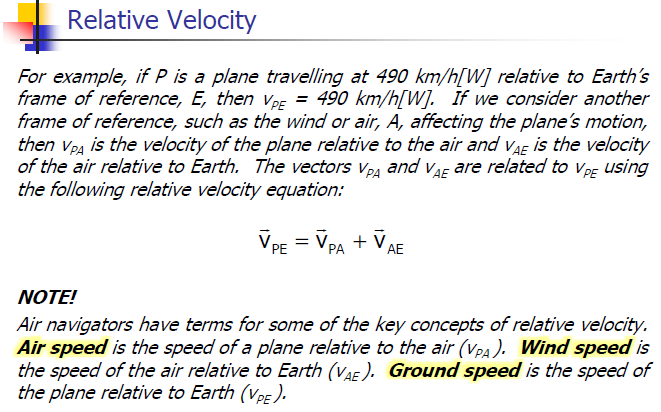 Relative Velocity
For example, if P is a plane travelling at 490 km/h[W] relative to Earth's
frame of reference, E, then vPE = 490 km/h[W].  If we consider another
frame of reference, such as the wind or air, A, affecting the plane's motion,
then vPA is the velocity of the plane relative to the air and vAE is the velocity
of the air relative to Earth.  The vectors vPA and vAE are related to vPE using
the following relative velocity equation:
v⃗PE = v⃗PA + v⃗AE
NOTE!
Air navigators have terms for some of the key concepts of relative velocity.
Air speed is the speed of a plane relative to the air (vPA).  Wind speed is
the speed of the air relative to Earth (vAE).  Ground speed is the speed of
the plane relative to Earth (vPE).